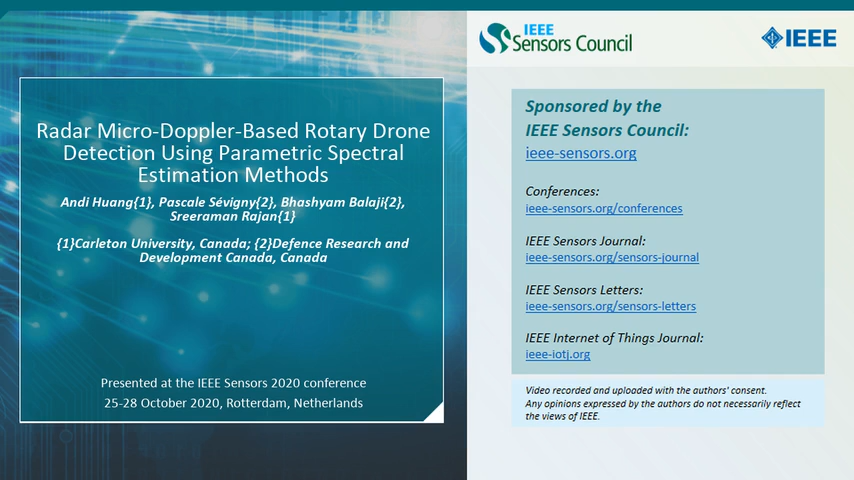 Radar Micro-Doppler-Based Rotary Drone
Detection Using Parametric Spectral
Estimation Methods
Andi Huang{1}, Pascale Sévigny{2}, Bhashyam Balaji{2},
Sreeraman Rajan{1}
{1}Carleton University, Canada; {2}Defence Research and
Development Canada, Canada
Presented at the IEEE Sensors 2020 conference
25-28 October 2020, Rotterdam, Netherlands
IEEE
Sensors Council
IEEE
Sponsored by the
IEEE Sensors Council:
ieee-sensors.org
Conferences:
ieee-sensors.org/conferences
IEEE Sensors Journal:
ieee-sensors.org/sensors-journal
IEEE Sensors Letters:
ieee-sensors.org/sensors-letters
IEEE Internet of Things Journal:
ieee-iotj.org
Video recorded and uploaded with the authors' consent.
Any opinions expressed by the authors do not necessarily reflect
the views of IEEE.